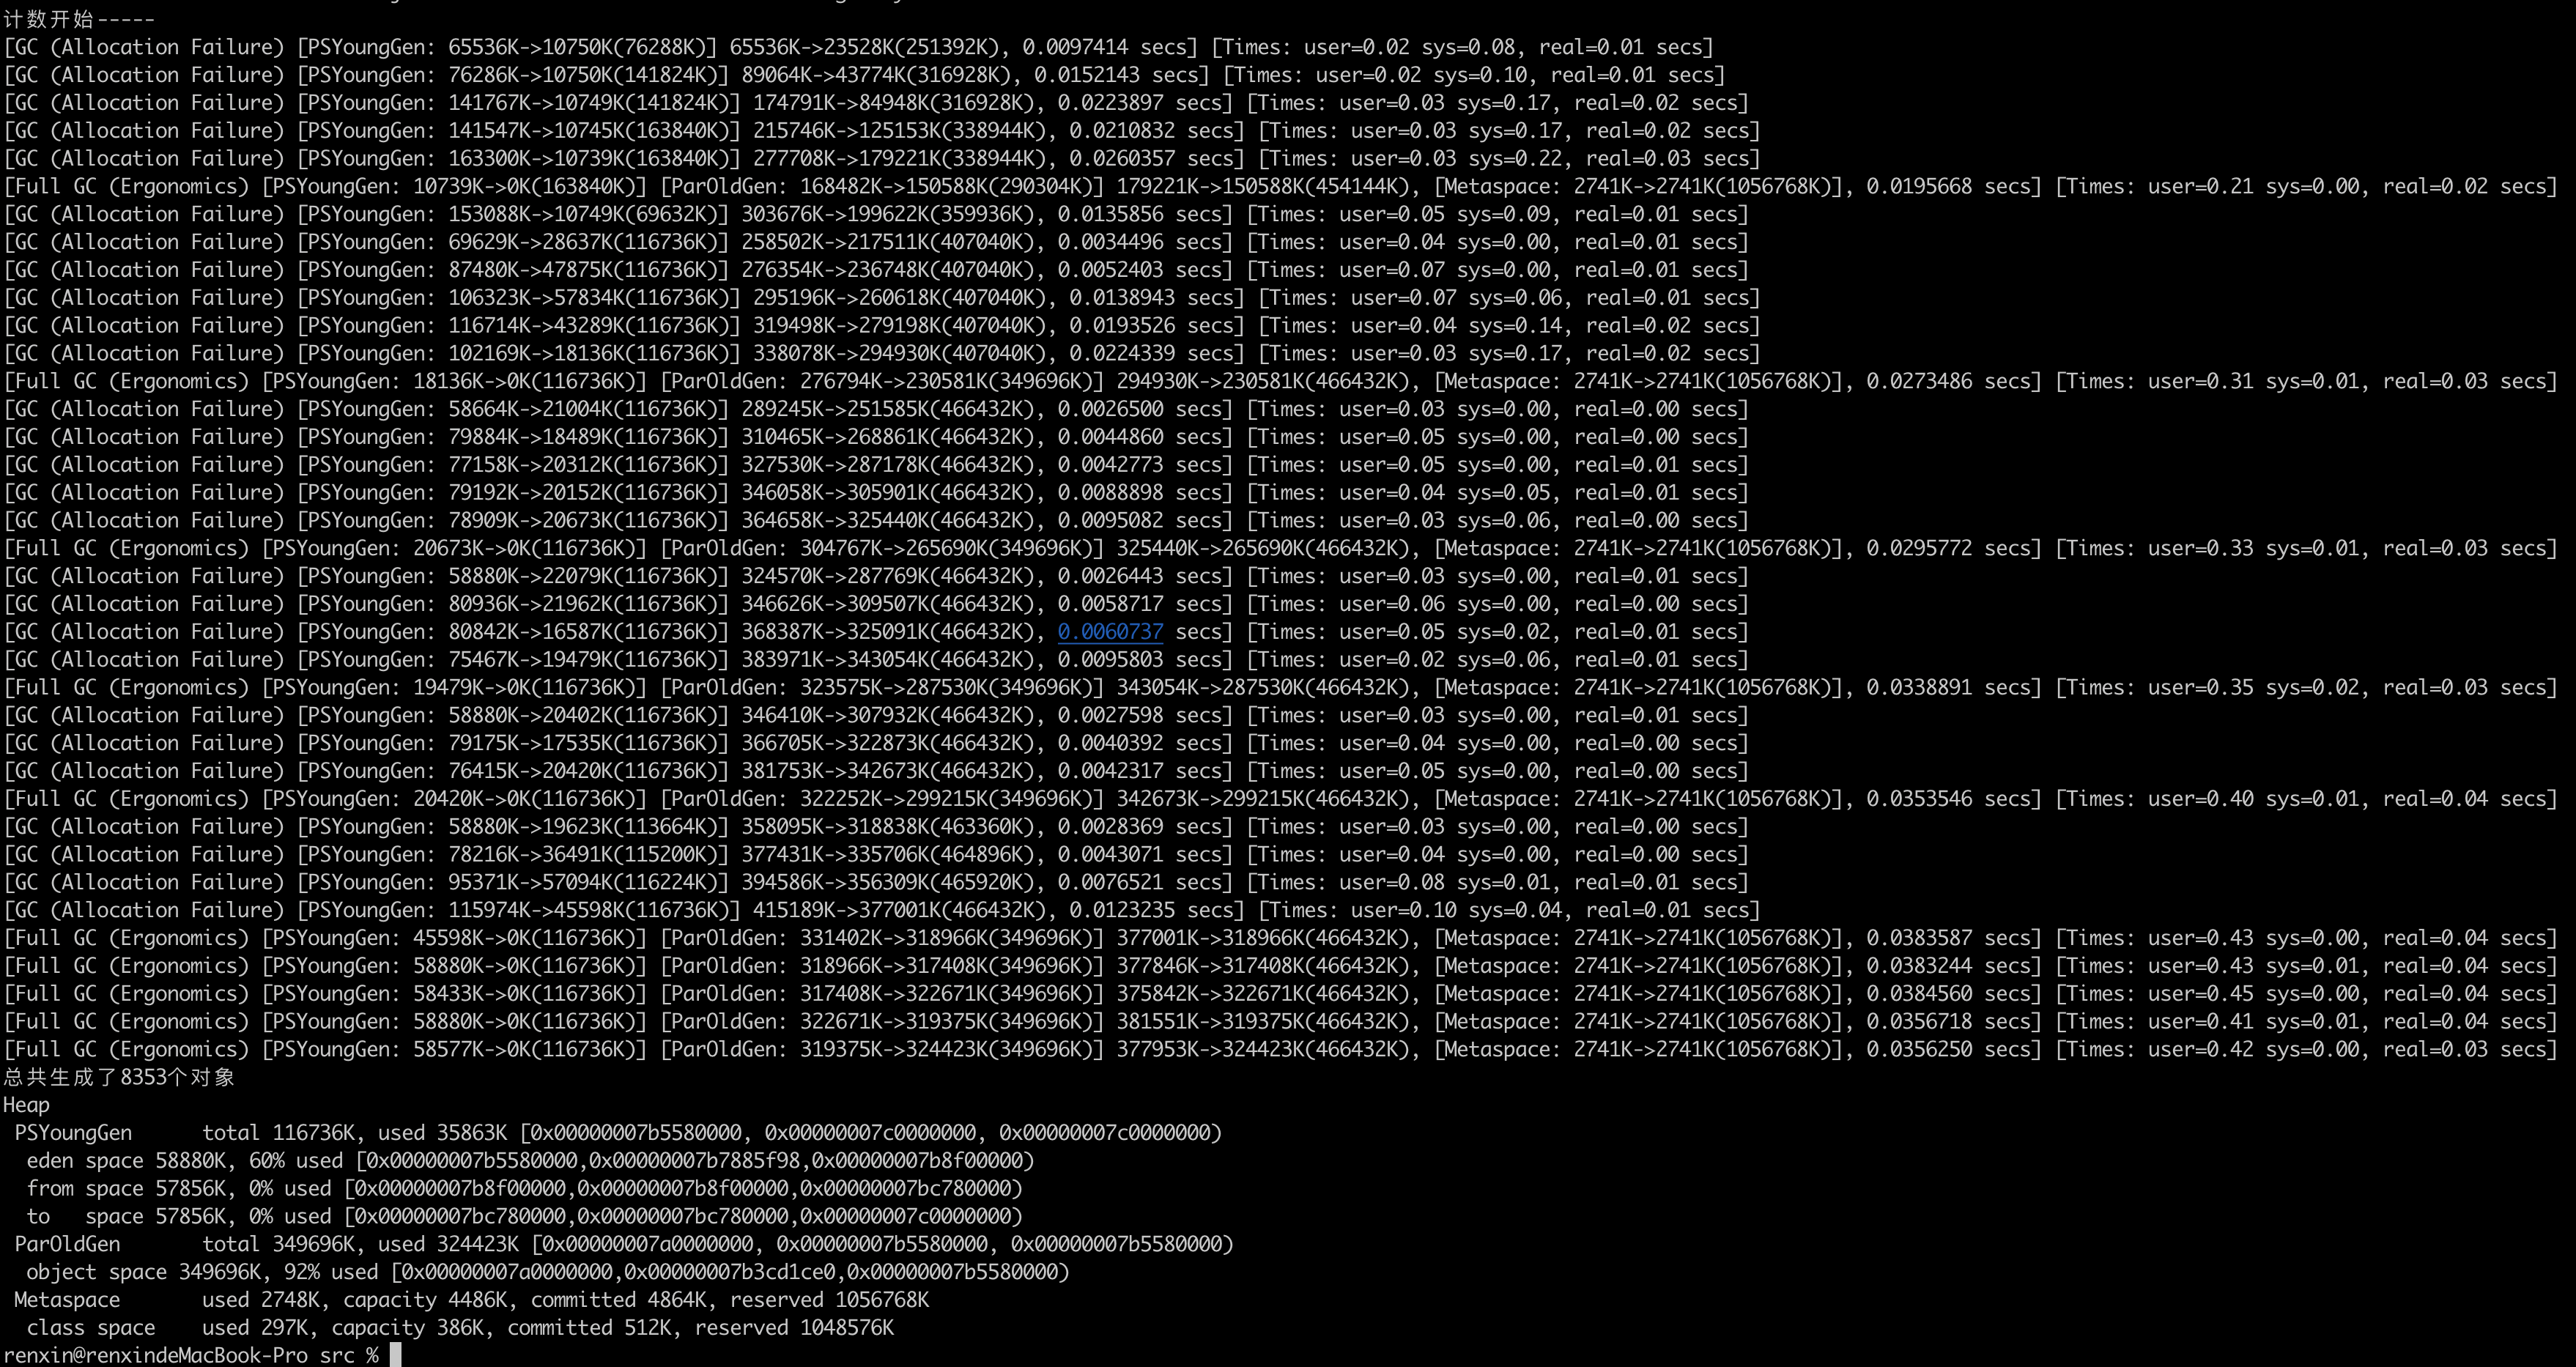 计数开始-----
[GC (Allocation Failure) [PSYoungGen: 65536K->10750K(76288K)] 65536K->23528K(251392K), 0.0097414 secs] [Times: user=0.02 sys=0.08, real=0.01 secs]
[GC (Allocation Failure) [PSYoungGen: 76286K->10750K(141824K)] 89064K->43774K(316928K), 0.0152143 secs] [Times: user=0.02 sys=0.10, real=0.01 secs]
[GC (Allocation Failure) [PSYoungGen: 141767K->10749K(141824K)] 174791K->84948K(316928K), 0.0223897 secs] [Times: user=0.03 sys=0.17, real=0.02 secs]
[GC (Allocation Failure) [PSYoungGen: 141547K->10745K(163840K)] 215746K->125153K(338944K), 0.0210832 secs] [Times: user=0.03 sys=0.17, real=0.02 secs]
[GC (Allocation Failure) [PSYoungGen: 163300K->10739K(163840K)] 277708K->179221K(338944K), 0.0260357 secs] [Times: user=0.03 sys=0.22, real=0.03 secs]
[Full GC (Ergonomics) [PSYoungGen: 10739K->0K(163840K)] [ParOldGen: 168482K->150588K(290304K)] 179221K->150588K(454144K), [Metaspace: 2741K->2741K(1056768K)], 0.0195668 secs] [Times: user=0.21 sys=0.00, real=0.02 secs]
[GC (Allocation Failure) [PSYoungGen: 153088K->10749K(69632K)] 303676K->199622K(359936K), 0.0135856 secs] [Times: user=0.05 sys=0.09, real=0.01 secs]
[GC (Allocation Failure) [PSYoungGen: 69629K->28637K(116736K)] 258502K->217511K(407040K), 0.0034496 secs] [Times: user=0.04 sys=0.00, real=0.01 secs]
[GC (Allocation Failure) [PSYoungGen: 87480K->47875K(116736K)] 276354K->236748K(407040K), 0.0052403 secs] [Times: user=0.07 sys=0.00, real=0.01 secs]
[GC (Allocation Failure) [PSYoungGen: 106323K->57834K(116736K)] 295196K->260618K(407040K), 0.0138943 secs] [Times: user=0.07 sys=0.06, real=0.01 secs]
[GC (Allocation Failure) [PSYoungGen: 116714K->43289K(116736K)] 319498K->279198K(407040K), 0.0193526 secs] [Times: user=0.04 sys=0.14, real=0.02 secs]
[GC (Allocation Failure) [PSYoungGen: 102169K->18136K(116736K)] 338078K->294930K(407040K), 0.0224339 secs] [Times: user=0.03 sys=0.17, real=0.02 secs]
[Full GC (Ergonomics) [PSYoungGen: 18136K->0K(116736K)] [ParOldGen: 276794K->230581K(349696K)] 294930K->230581K(466432K), [Metaspace: 2741K->2741K(1056768K)], 0.0273486 secs] [Times: user=0.31 sys=0.01, real=0.03 secs]
[GC (Allocation Failure) [PSYoungGen: 58664K->21004K(116736K)] 289245K->251585K(466432K), 0.0026500 secs] [Times: user=0.03 sys=0.00, real=0.00 secs]
[GC (Allocation Failure) [PSYoungGen: 79884K->18489K(116736K)] 310465K->268861K(466432K), 0.0044860 secs] [Times: user=0.05 sys=0.00, real=0.00 secs]
[GC (Allocation Failure) [PSYoungGen: 77158K->20312K(116736K)] 327530K->287178K(466432K), 0.0042773 secs] [Times: user=0.05 sys=0.00, real=0.01 secs]
[GC (Allocation Failure) [PSYoungGen: 79192K->20152K(116736K)] 346058K->305901K(466432K), 0.0088898 secs] [Times: user=0.04 sys=0.05, real=0.01 secs]
[GC (Allocation Failure) [PSYoungGen: 78909K->20673K(116736K)] 364658K->325440K(466432K), 0.0095082 secs] [Times: user=0.03 sys=0.06, real=0.00 secs]
[Full GC (Ergonomics) [PSYoungGen: 20673K->0K(116736K)] [ParOldGen: 304767K->265690K(349696K)] 325440K->265690K(466432K), [Metaspace: 2741K->2741K(1056768K)], 0.0295772 secs] [Times: user=0.33 sys=0.01, real=0.03 secs]
[GC (Allocation Failure) [PSYoungGen: 58880K->22079K(116736K)] 324570K->287769K(466432K), 0.0026443 secs] [Times: user=0.03 sys=0.00, real=0.01 secs]
[GC (Allocation Failure) [PSYoungGen: 80936K->21962K(116736K)] 346626K->309507K(466432K), 0.0058717 secs] [Times: user=0.06 sys=0.00, real=0.00 secs]
[GC (Allocation Failure) [PSYoungGen: 80842K->16587K(116736K)] 368387K->325091K(466432K), 0.0060737 secs] [Times: user=0.05 sys=0.02, real=0.01 secs]
[GC (Allocation Failure) [PSYoungGen: 75467K->19479K(116736K)] 383971K->343054K(466432K), 0.0095803 secs] [Times: user=0.02 sys=0.06, real=0.01 secs]
[Full GC (Ergonomics) [PSYoungGen: 19479K->0K(116736K)] [ParOldGen: 323575K->287530K(349696K)] 343054K->287530K(466432K), [Metaspace: 2741K->2741K(1056768K)], 0.0338891 secs] [Times: user=0.35 sys=0.02, real=0.03 secs]
[GC (Allocation Failure) [PSYoungGen: 58880K->20402K(116736K)] 346410K->307932K(466432K), 0.0027598 secs] [Times: user=0.03 sys=0.00, real=0.01 secs]
[GC (Allocation Failure) [PSYoungGen: 79175K->17535K(116736K)] 366705K->322873K(466432K), 0.0040392 secs] [Times: user=0.04 sys=0.00, real=0.00 secs]
[GC (Allocation Failure) [PSYoungGen: 76415K->20420K(116736K)] 381753K->342673K(466432K), 0.0042317 secs] [Times: user=0.05 sys=0.00, real=0.00 secs]
[Full GC (Ergonomics) [PSYoungGen: 20420K->0K(116736K)] [ParOldGen: 322252K->299215K(349696K)] 342673K->299215K(466432K), [Metaspace: 2741K->2741K(1056768K)], 0.0353546 secs] [Times: user=0.40 sys=0.01, real=0.04 secs]
[GC (Allocation Failure) [PSYoungGen: 58880K->19623K(113664K)] 358095K->318838K(463360K), 0.0028369 secs] [Times: user=0.03 sys=0.00, real=0.00 secs]
[GC (Allocation Failure) [PSYoungGen: 78216K->36491K(115200K)] 377431K->335706K(464896K), 0.0043071 secs] [Times: user=0.04 sys=0.00, real=0.00 secs]
[GC (Allocation Failure) [PSYoungGen: 95371K->57094K(116224K)] 394586K->356309K(465920K), 0.0076521 secs] [Times: user=0.08 sys=0.01, real=0.01 secs]
[GC (Allocation Failure) [PSYoungGen: 115974K->45598K(116736K)] 415189K->377001K(466432K), 0.0123235 secs] [Times: user=0.10 sys=0.04, real=0.01 secs]
[Full GC (Ergonomics) [PSYoungGen: 45598K->0K(116736K)] [ParOldGen: 331402K->318966K(349696K)] 377001K->318966K(466432K), [Metaspace: 2741K->2741K(1056768K)], 0.0383587 secs] [Times: user=0.43 sys=0.00, real=0.04 secs]
[Full GC (Ergonomics) [PSYoungGen: 58880K->0K(116736K)] [ParOldGen: 318966K->317408K(349696K)] 377846K->317408K(466432K), [Metaspace: 2741K->2741K(1056768K)], 0.0383244 secs] [Times: user=0.43 sys=0.01, real=0.04 secs]
[Full GC (Ergonomics) [PSYoungGen: 58433K->0K(116736K)] [ParOldGen: 317408K->322671K(349696K)] 375842K->322671K(466432K), [Metaspace: 2741K->2741K(1056768K)], 0.0384560 secs] [Times: user=0.45 sys=0.00, real=0.04 secs]
[Full GC (Ergonomics) [PSYoungGen: 58880K->0K(116736K)] [ParOldGen: 322671K->319375K(349696K)] 381551K->319375K(466432K), [Metaspace: 2741K->2741K(1056768K)], 0.0356718 secs] [Times: user=0.41 sys=0.01, real=0.04 secs]
[Full GC (Ergonomics) [PSYoungGen: 58577K->0K(116736K)] [ParOldGen: 319375K->324423K(349696K)] 377953K->324423K(466432K), [Metaspace: 2741K->2741K(1056768K)], 0.0356250 secs] [Times: user=0.42 sys=0.00, real=0.03 secs]
总共生成了8353个对象
Heap
PSYoungGen total 116736K, used 35863K [0x00000007b5580000, 0x00000007c0000000, 0x00000007c0000000)
eden space 58880K, 60% used [0x00000007b5580000,0x00000007b7885f98,0x00000007b8f00000)
from space 57856K, 0% used [0x00000007b8f00000,0x00000007b8f00000,0x00000007bc780000)
to space 57856K, 0% used [0x00000007bc780000,0x00000007bc780000,0x00000007c0000000)
ParOldGen total 349696K, used 324423K [0x00000007a0000000, 0x00000007b5580000, 0x00000007b5580000)
object space 349696K, 92% used [0x00000007a0000000,0x00000007b3cd1ce0,0x00000007b5580000)
Metaspace used 2748K, capacity 4486K, committed 4864K, reserved 1056768K
class space used 297K, capacity 386K, committed 512K, reserved 1048576K
renxin@renxindeMacBook-Pro src %